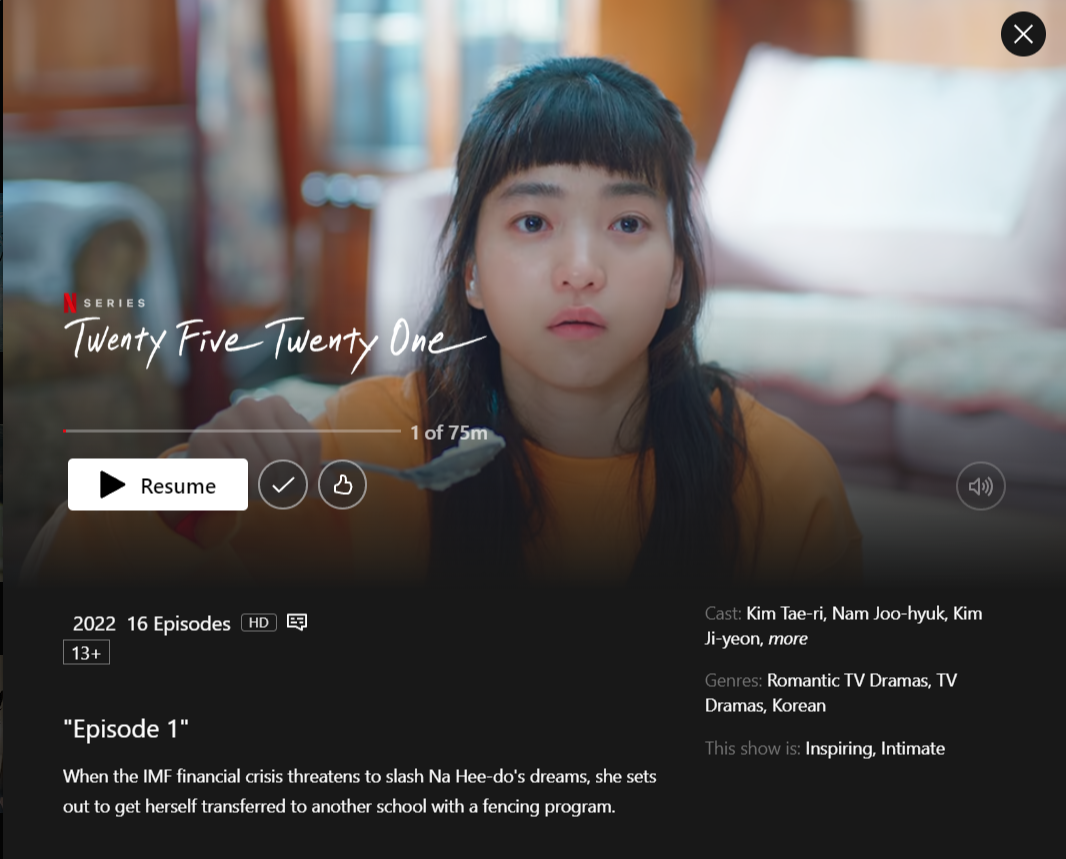 N SERIES
Twenty Five Twenty One
1 of 75m
Resume
2022 16 Episodes HD
13+
"Episode 1"
When the IMF financial crisis threatens to slash Na Hee-do's dreams, she sets
out to get herself transferred to another school with a fencing program.
Cast: Kim Tae-ri, Nam Joo-hyuk, Kim
Ji-yeon, more
Genres: Romantic TV Dramas, TV
Dramas, Korean
This show is: Inspiring, Intimate